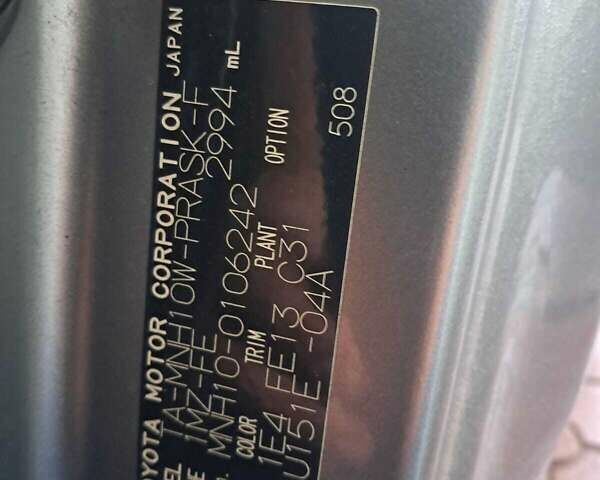 TOYOTA MOTOR CORPORATION JAPAN
EL TA-MNH10W-PRASK-F
E 1MZ-FE 2994 mL
MNH10-0106242
COLOR TRIM PLANT OPTION
1E4 FE13 C31
U151E -04A
508